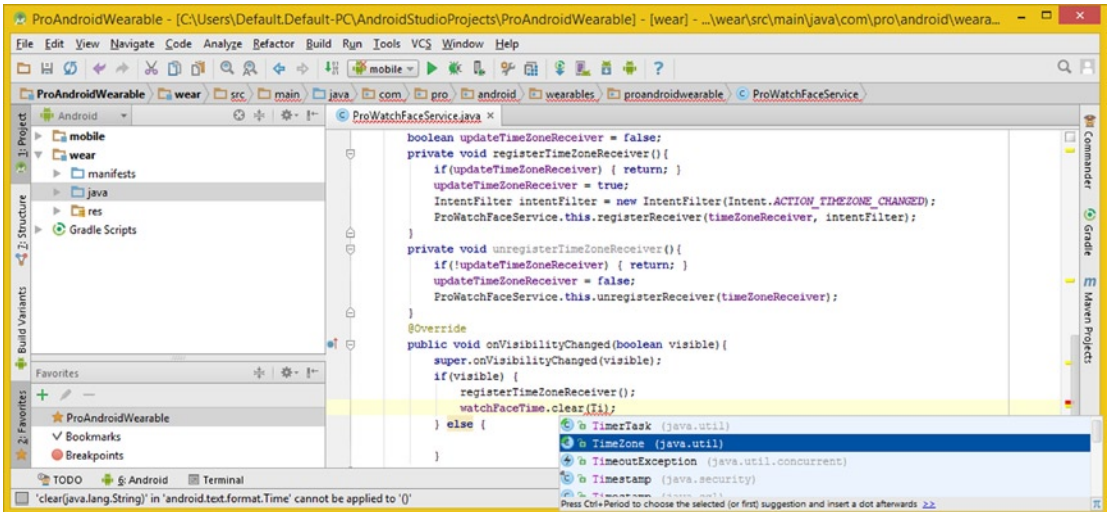 ProAndroidWearable - [C:\Users\Default.Default-PC\AndroidStudioProjects\ProAndroidWearable] - [wear] - ...\wear\src\main\java\com\pro\android\weara...
File Edit View Navigate Code Analyze Refactor Build Run Tools VCS Window Help
mobile
ProAndroidWearable wear src main java com pro android wearables proandroidwearable ProWatchFaceService
1: Project
Android
ProWatchFaceService.java
Commander
mobile
wear
manifests
java
res
Gradle Scripts
7: Structure
Build Variants
boolean updateTimeZoneReceiver = false;
private void registerTimeZoneReceiver(){
if(updateTimeZoneReceiver) { return; }
updateTimeZoneReceiver = true;
IntentFilter intentFilter = new IntentFilter(Intent.ACTION_TIMEZONE_CHANGED);
ProWatchFaceService.this.registerReceiver(timeZoneReceiver, intentFilter);
}
private void unregisterTimeZoneReceiver(){
if(!updateTimeZoneReceiver) { return; }
updateTimeZoneReceiver = false;
ProWatchFaceService.this.unregisterReceiver(timeZoneReceiver);
}
@Override
public void onVisibilityChanged(boolean visible){
super.onVisibilityChanged(visible);
if(visible) {
registerTimeZoneReceiver();
watchFaceTime.clear(Ti);
} else {
}
Gradle
Maven Projects
2: Favorites
Favorites
ProAndroidWearable
Bookmarks
Breakpoints
TimerTask (java.util)
TimeZone (java.util)
TimeoutException (java.util.concurrent)
Timestamp (java.security)
Timestamp (java.sql)
Press Ctrl+Period to choose the selected (or first) suggestion and insert a dot afterwards >>
TODO 6: Android Terminal
'clear(java.lang.String)' in 'android.text.format.Time' cannot be applied to '()'